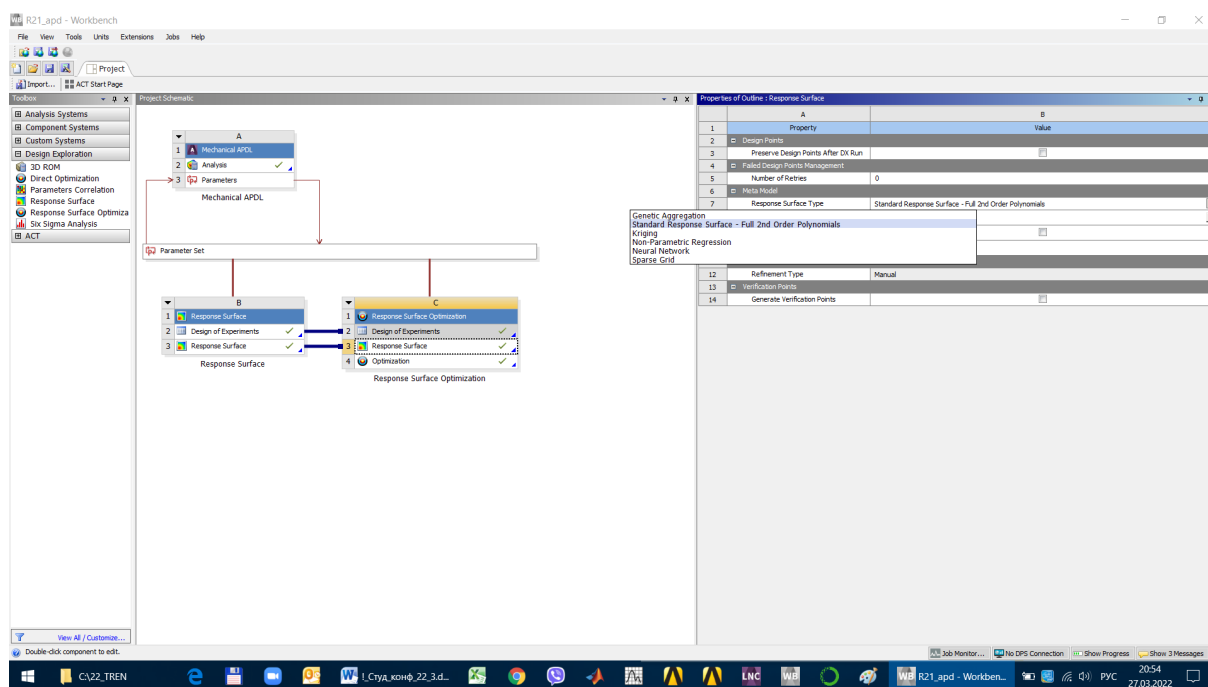 R21_apd - Workbench
File View Tools Units Extensions Jobs Help
Project
Import... ACT Start Page
Toolbox
Analysis Systems
Component Systems
Custom Systems
Design Exploration
3D ROM
Direct Optimization
Parameters Correlation
Response Surface
Response Surface Optimiza
Six Sigma Analysis
ACT
View All / Customize...
Project Schematic
A
1 Mechanical APDL
2 Analysis
3 Parameters
Mechanical APDL
Parameter Set
B
1 Response Surface
2 Design of Experiments
3 Response Surface
Response Surface
C
1 Response Surface Optimization
2 Design of Experiments
3 Response Surface
4 Optimization
Response Surface Optimization
Properties of Outline : Response Surface
A B
1 Property Value
2 Design Points
3 Preserve Design Points After DX Run
4 Failed Design Points Management
5 Number of Retries 0
6 Meta Model
7 Response Surface Type Standard Response Surface - Full 2nd Order Polynomials
Genetic Aggregation
Standard Response Surface - Full 2nd Order Polynomials
Kriging
Non-Parametric Regression
Neural Network
Sparse Grid
12 Refinement Type Manual
13 Verification Points
14 Generate Verification Points
Double-click component to edit.
Job Monitor... No DPS Connection Show Progress Show 3 Messages
C:\22_TREN
!_Студ_конф_22_3.d...
LNC
WB
WB R21_apd - Workben...
РУС
20:54
27.03.2022